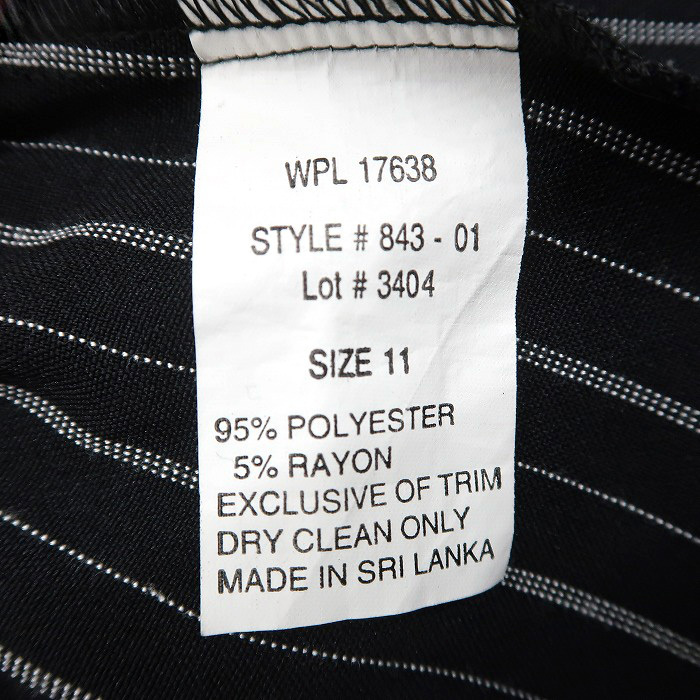 WPL 17638
STYLE # 843 - 01
Lot # 3404
SIZE 11
95% POLYESTER
5% RAYON
EXCLUSIVE OF TRIM
DRY CLEAN ONLY
MADE IN SRI LANKA